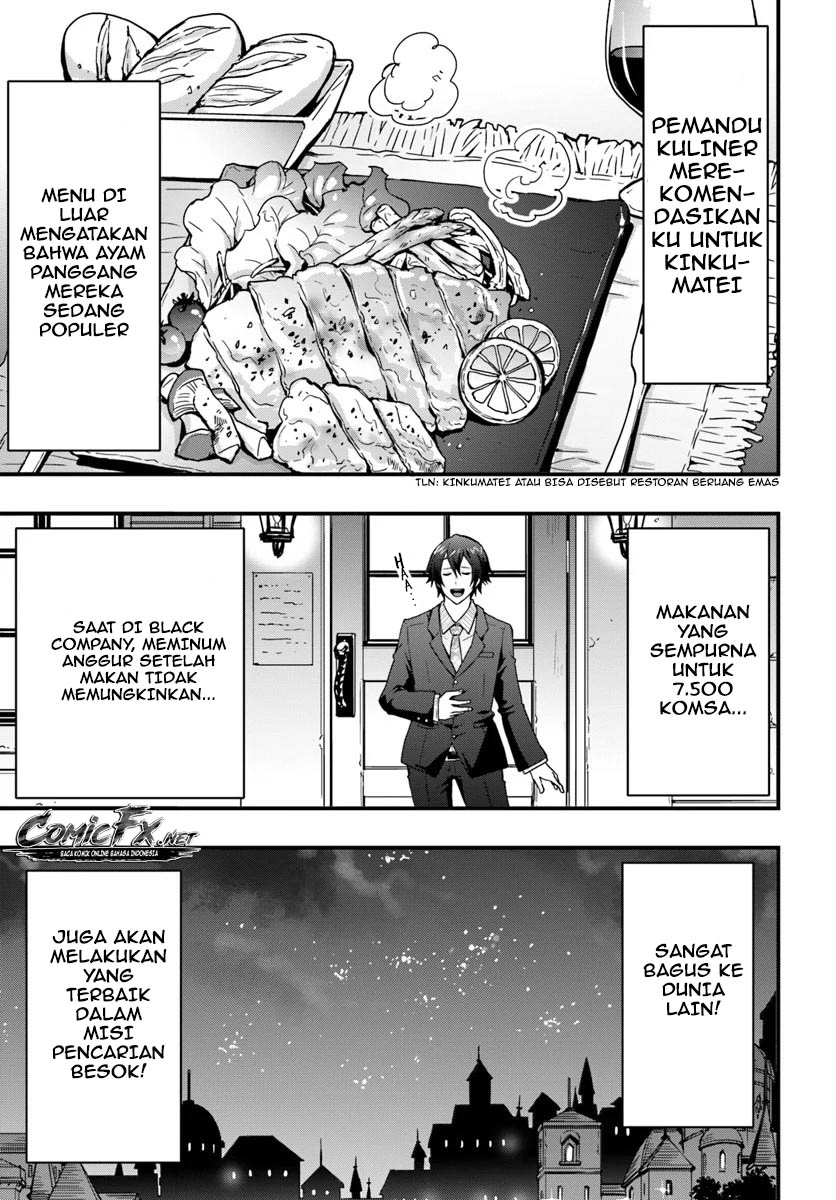 PEMANDU
KULINER
MERE-
KOMEN-
DASIKAN
KU UNTUK
KINKU-
MATEI
MENU DI
LUAR
MENGATAKAN
BAHWA AYAM
PANGGANG
MEREKA
SEDANG
POPULER
TLN: KINKUMATEI ATAU BISA DISEBUT RESTORAN BERUANG EMAS
MAKANAN
YANG
SEMPURNA
UNTUK
7.500
KOMSA...
HAA...
SAAT DI BLACK
COMPANY, MEMINUM
ANGGUR SETELAH
MAKAN TIDAK
MEMUNGKINKAN...
COMICFX.NET
BACA KOMIK ONLINE BAHASA INDONESIA
SANGAT
BAGUS KE
DUNIA
LAIN!
JUGA AKAN
MELAKUKAN
YANG
TERBAIK
DALAM
MISI
PENCARIAN
BESOK!